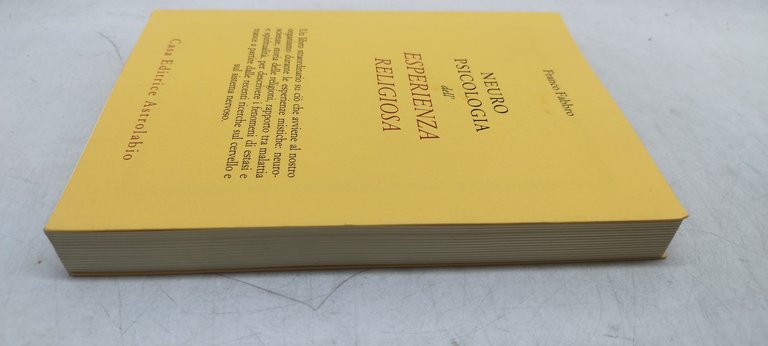 Franco Fabbro
NEURO
PSICOLOGIA
dell'
ESPERIENZA
RELIGIOSA
Un libro straordinario su ciò che avviene al nostro
organismo durante le esperienze mistiche: neuro-
scienze, storia delle religioni, rapporto tra malattia
e spiritualità, per descrivere i fenomeni di estasi e
trance a partire dalle recenti ricerche sul cervello e
sul sistema nervoso.
Casa Editrice Astrolabio